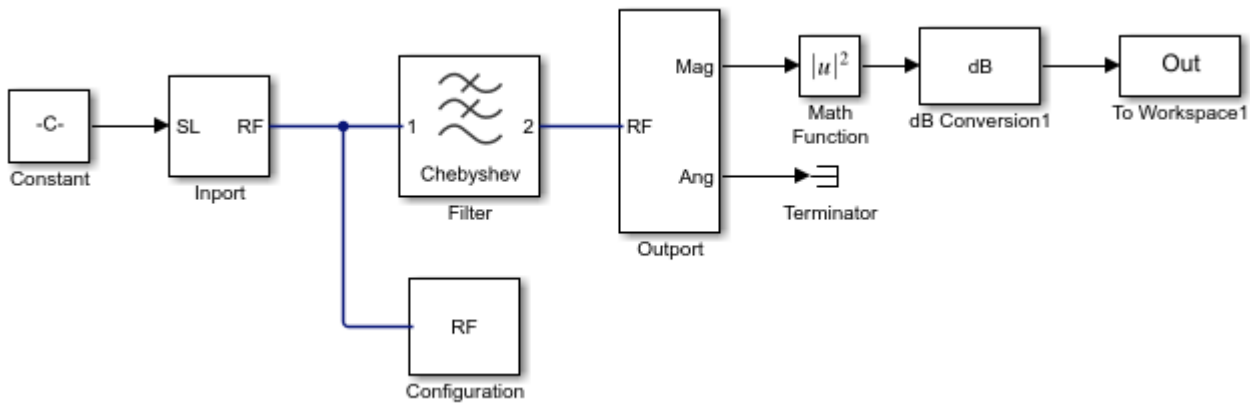 -C-
Constant
SL RF
Inport
1 2
Chebyshev
Filter
RF
Configuration
Mag
RF
Ang
Outport
|u|²
Math
Function
Terminator
dB
dB Conversion1
Out
To Workspace1